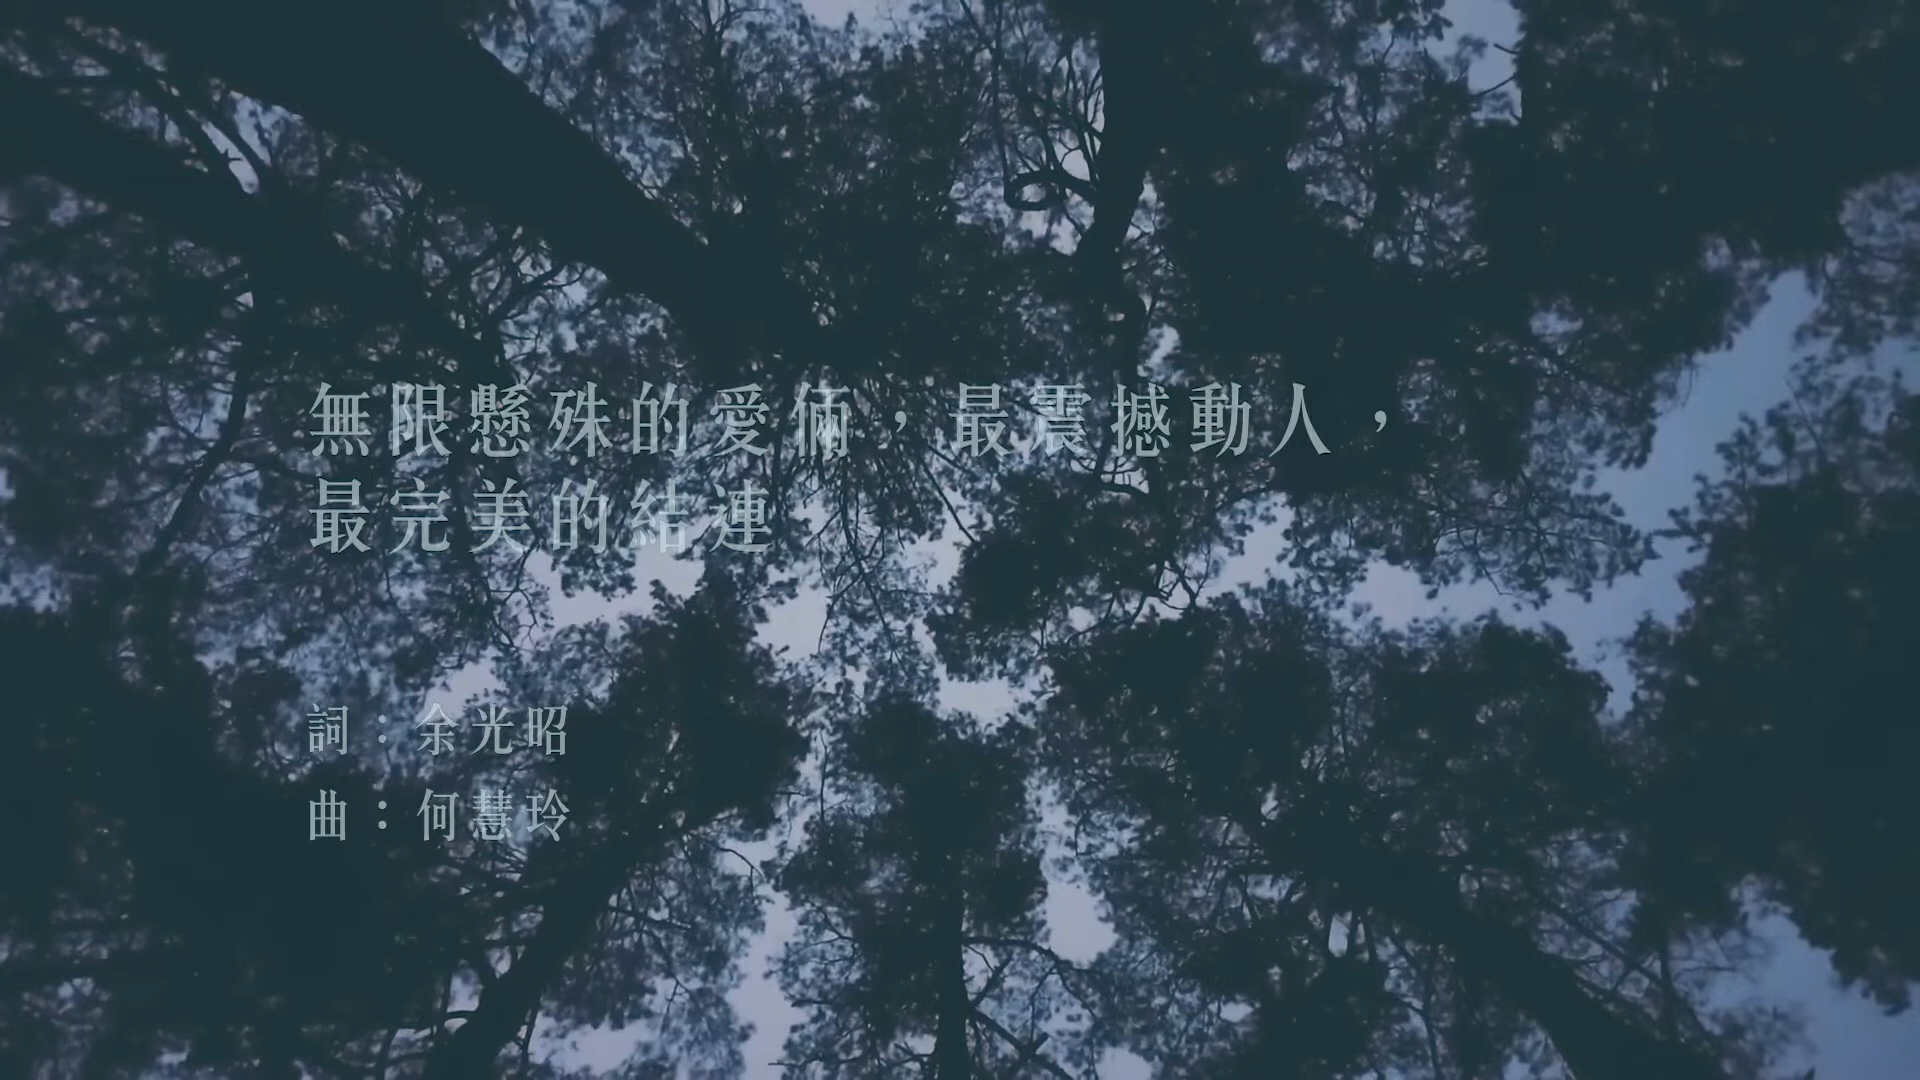 無限懸殊的愛倆，最震撼動人，
最完美的結連
詞：余光昭
曲：何慧玲